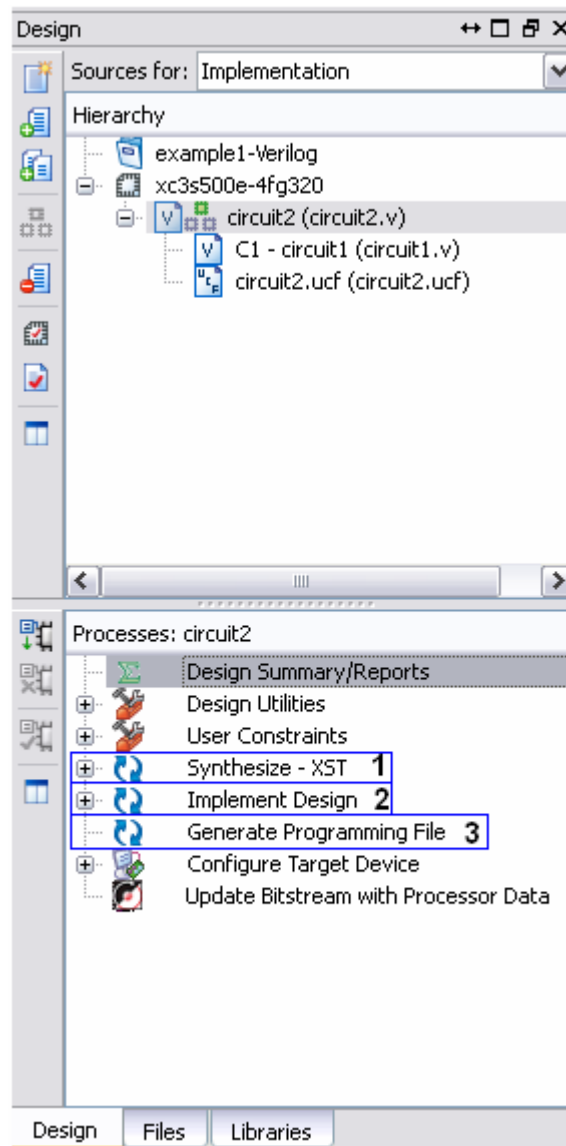 Design
Sources for: Implementation
Hierarchy
example1-Verilog
xc3s500e-4fg320
V circuit2 (circuit2.v)
V C1 - circuit1 (circuit1.v)
UCF circuit2.ucf (circuit2.ucf)
Processes: circuit2
Σ Design Summary/Reports
Design Utilities
User Constraints
Synthesize - XST 1
Implement Design 2
Generate Programming File 3
Configure Target Device
Update Bitstream with Processor Data
Design Files Libraries